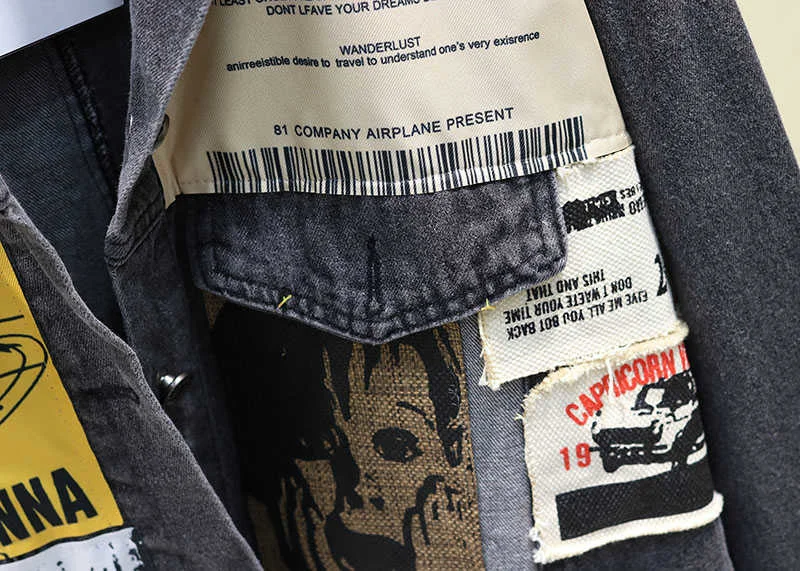 DONT LFAVE YOUR DREAMS
WANDERLUST
anirreeistible desire to travel to understand one's very exisrence
81 COMPANY AIRPLANE PRESENT
EIVE ME ALL YOU BOT BACK
DON T WAETE YOUR TIME
THIS AND THAT
CAPRICORN
19
NNA